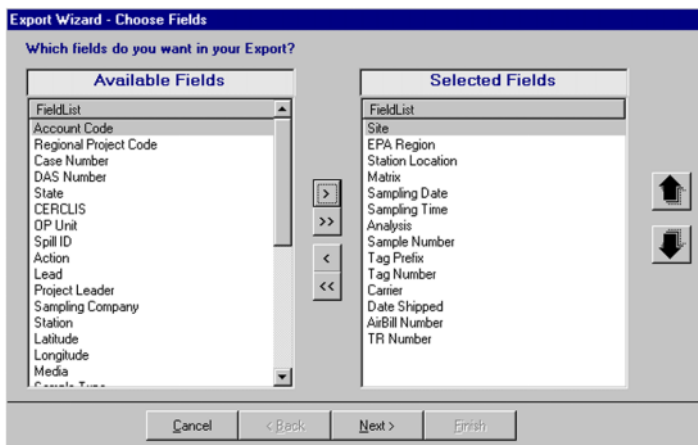 Export Wizard - Choose Fields
Which fields do you want in your Export?
Available Fields
FieldList
Account Code
Regional Project Code
Case Number
DAS Number
State
CERCLIS
OP Unit
Spill ID
Action
Lead
Project Leader
Sampling Company
Station
Latitude
Longitude
Media
Sample Type
>
>>
<
<<
Selected Fields
FieldList
Site
EPA Region
Station Location
Matrix
Sampling Date
Sampling Time
Analysis
Sample Number
Tag Prefix
Tag Number
Carrier
Date Shipped
AirBill Number
TR Number
Cancel
< Back
Next >
Finish